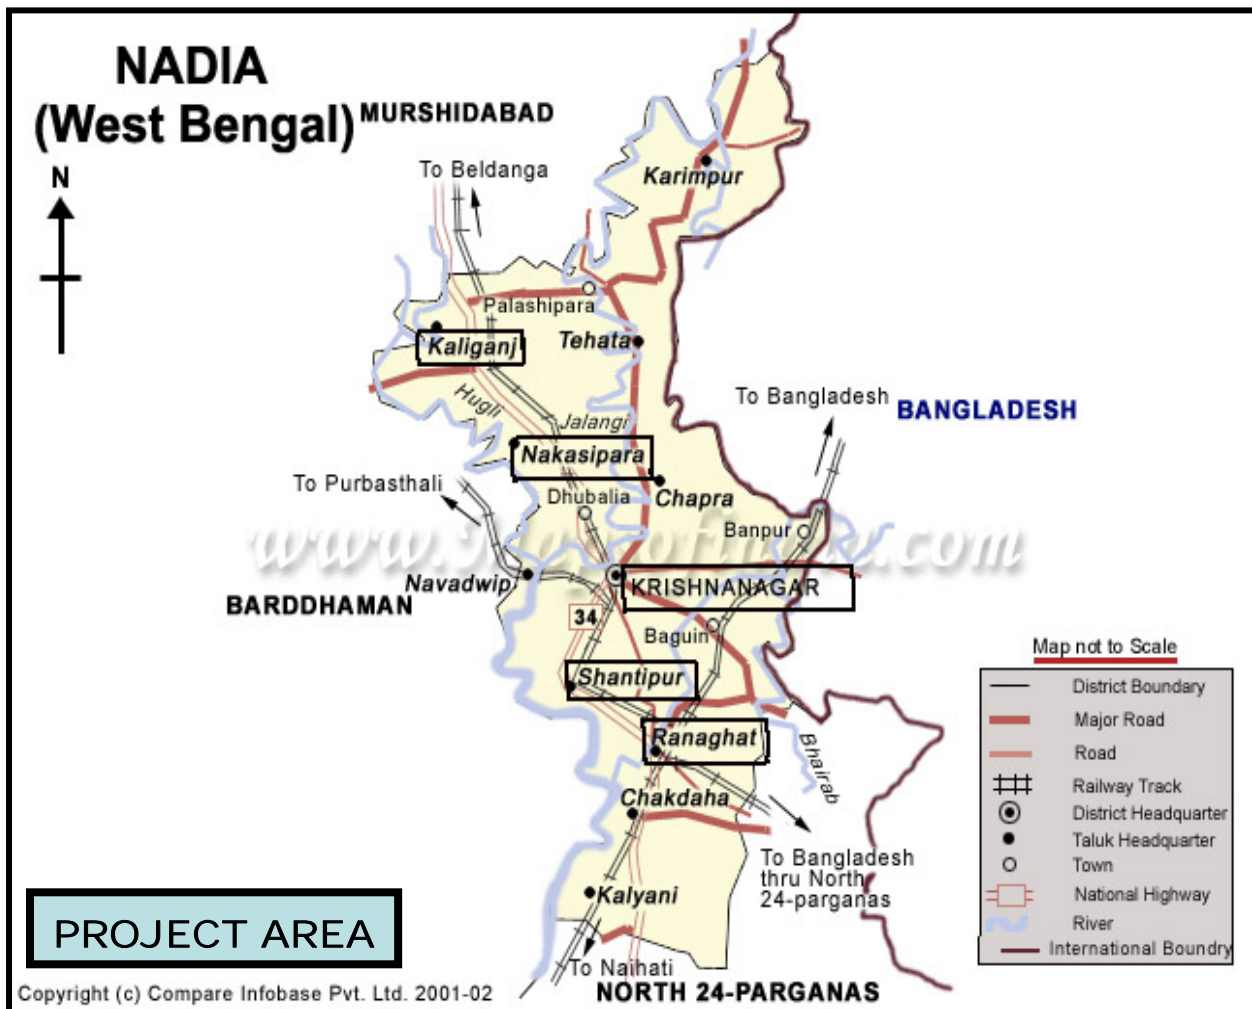 NADIA
(West Bengal)
MURSHIDABAD
To Beldanga
N
Karimpur
Palashipara
Kaliganj
Tehata
Hugli
Jalangi
To Bangladesh
BANGLADESH
Nakasipara
To Purbasthali
Dhubalia
Chapra
Banpur
www.Mapsofindia.com
Navadwip
KRISHNANAGAR
BARDDHAMAN
34
Baguin
Shantipur
Ranaghat
Bhairab
Chakdaha
To Bangladesh
thru North
24-parganas
Kalyani
To Naihati
NORTH 24-PARGANAS
Map not to Scale
District Boundary
Major Road
Road
Railway Track
District Headquarter
Taluk Headquarter
Town
National Highway
River
International Boundry
PROJECT AREA
Copyright (c) Compare Infobase Pvt. Ltd. 2001-02